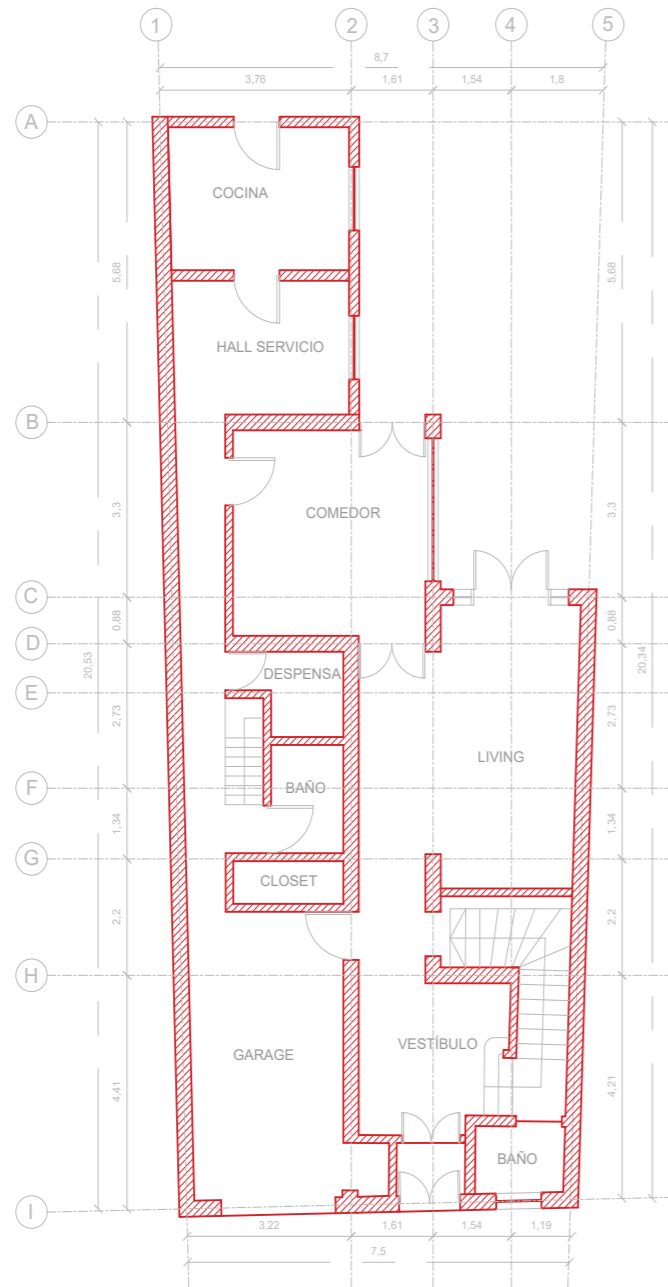 1 2 3 4 5
8,7
3,76 1,61 1,54 1,8
A
COCINA
5,68 5,68
HALL SERVICIO
B
COMEDOR
3,3 3,3
C
0,88 0,88
D
20,53 20,34
DESPENSA
E
2,73 2,73
LIVING
F
BAÑO
1,34 1,34
G
CLOSET
2,2 2,2
H
VESTÍBULO
GARAGE
4,41 4,21
BAÑO
I
3,22 1,61 1,54 1,19
7,5